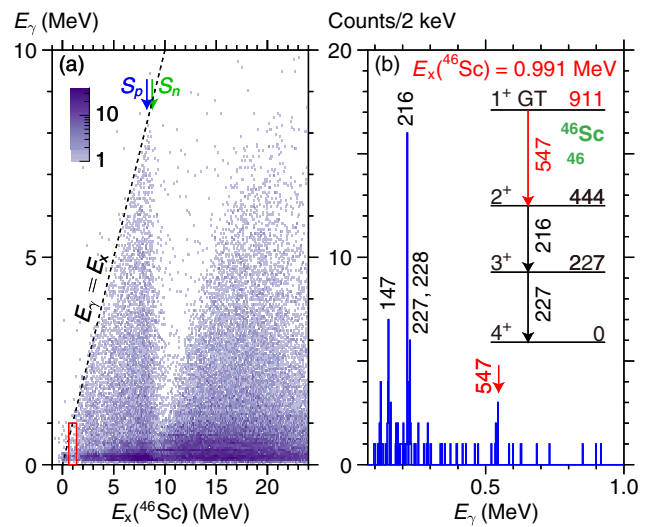 Eγ (MeV)
10
5
0
(a)
Sp Sn
10
1
Eγ = Ex
0 5 10 15 20
Ex(⁴⁶Sc) (MeV)
Counts/2 keV
20
10
0
(b)
Ex(⁴⁶Sc) = 0.991 MeV
216
147
227, 228
547
1⁺ GT 911
⁴⁶Sc
⁴⁶
547
2⁺ 444
216
3⁺ 227
227
4⁺ 0
0.5 1.0
Eγ (MeV)